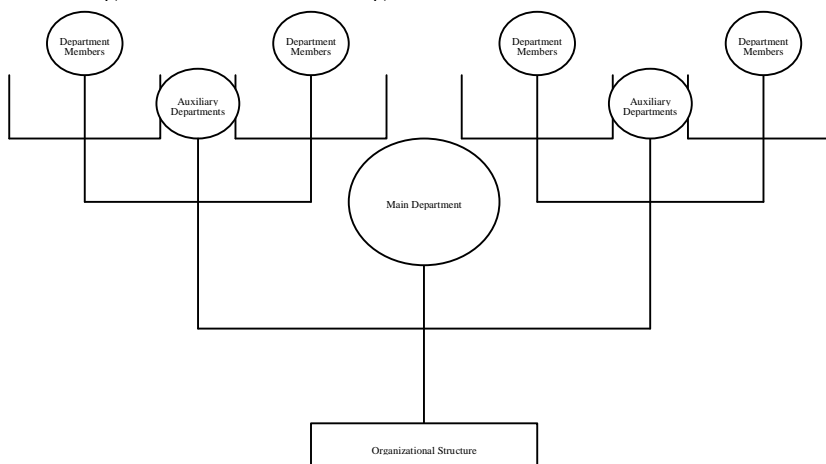 Department
Members
Department
Members
Department
Members
Department
Members
Auxiliary
Departments
Auxiliary
Departments
Main Department
Organizational Structure